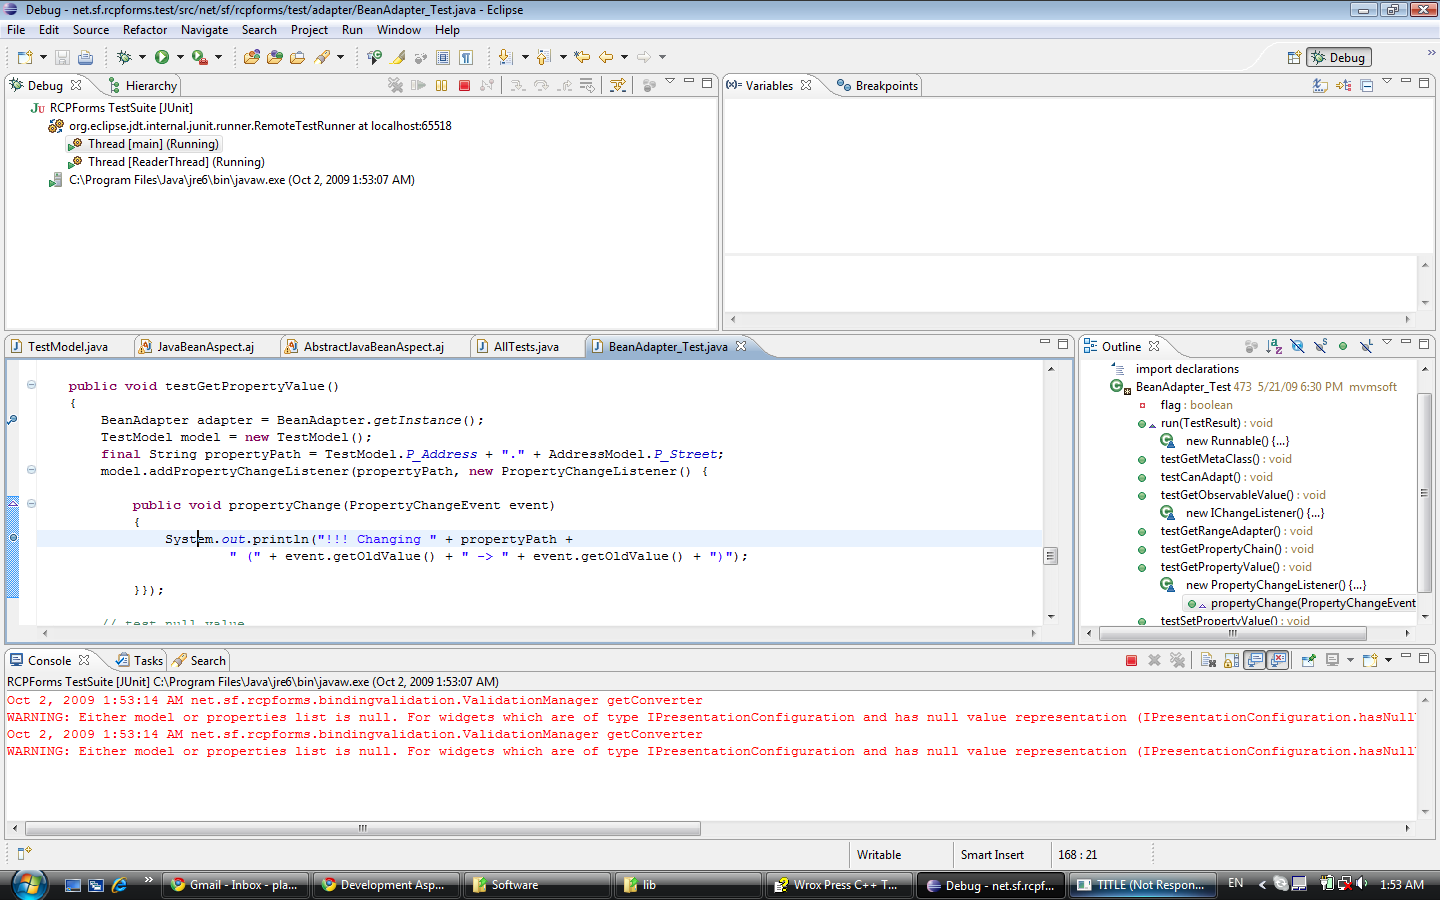 Debug - net.sf.rcpforms.test/src/net/sf/rcpforms/test/adapter/BeanAdapter_Test.java - Eclipse
File Edit Source Refactor Navigate Search Project Run Window Help
Debug
Debug Hierarchy
RCPForms TestSuite [JUnit]
org.eclipse.jdt.internal.junit.runner.RemoteTestRunner at localhost:65518
Thread [main] (Running)
Thread [ReaderThread] (Running)
C:\Program Files\Java\jre6\bin\javaw.exe (Oct 2, 2009 1:53:07 AM)
Variables Breakpoints
TestModel.java JavaBeanAspect.aj AbstractJavaBeanAspect.aj AllTests.java BeanAdapter_Test.java
public void testGetPropertyValue()
{
BeanAdapter adapter = BeanAdapter.getInstance();
TestModel model = new TestModel();
final String propertyPath = TestModel.P_Address + "." + AddressModel.P_Street;
model.addPropertyChangeListener(propertyPath, new PropertyChangeListener() {
public void propertyChange(PropertyChangeEvent event)
{
System.out.println("!!! Changing " + propertyPath +
" (" + event.getOldValue() + " -> " + event.getOldValue() + ")");
}});
// test null value
Outline
import declarations
BeanAdapter_Test 473 5/21/09 6:30 PM mvmsoft
flag : boolean
run(TestResult) : void
new Runnable() {...}
testGetMetaClass() : void
testCanAdapt() : void
testGetObservableValue() : void
new IChangeListener() {...}
testGetRangeAdapter() : void
testGetPropertyChain() : void
testGetPropertyValue() : void
new PropertyChangeListener() {...}
propertyChange(PropertyChangeEvent
testSetPropertyValue() : void
Console Tasks Search
RCPForms TestSuite [JUnit] C:\Program Files\Java\jre6\bin\javaw.exe (Oct 2, 2009 1:53:07 AM)
Oct 2, 2009 1:53:14 AM net.sf.rcpforms.bindingvalidation.ValidationManager getConverter
WARNING: Either model or properties list is null. For widgets which are of type IPresentationConfiguration and has null value representation (IPresentationConfiguration.hasNull
Oct 2, 2009 1:53:14 AM net.sf.rcpforms.bindingvalidation.ValidationManager getConverter
WARNING: Either model or properties list is null. For widgets which are of type IPresentationConfiguration and has null value representation (IPresentationConfiguration.hasNull
Writable Smart Insert 168 : 21
Gmail - Inbox - pla... Development Asp... Software lib Wrox Press C++ T... Debug - net.sf.rcpf... TITLE (Not Respon... EN 1:53 AM